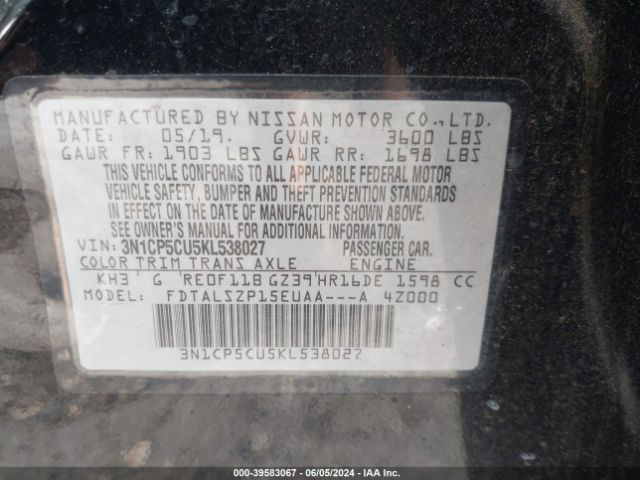 MANUFACTURED BY NISSAN MOTOR CO.,LTD.
DATE: 05/19. GVWR: 3600 LBS
GAWR FR: 1903 LBS GAWR RR: 1698 LBS
THIS VEHICLE CONFORMS TO ALL APPLICABLE FEDERAL MOTOR
VEHICLE SAFETY, BUMPER AND THEFT PREVENTION STANDARDS
IN EFFECT ON THE DATE OF MANUFACTURE SHOWN ABOVE.
SEE OWNER'S MANUAL FOR ADDITIONAL INFORMATION.
VIN: 3N1CP5CU5KL538027 PASSENGER CAR.
COLOR TRIM TRANS AXLE ENGINE
KH3 G RE0F11B GZ39 HR16DE 1598 CC
MODEL: FDTALSZP15EUAA---A 4Z000
3N1CP5CU5KL538027
000-39583067 - 06/05/2024 - IAA Inc.